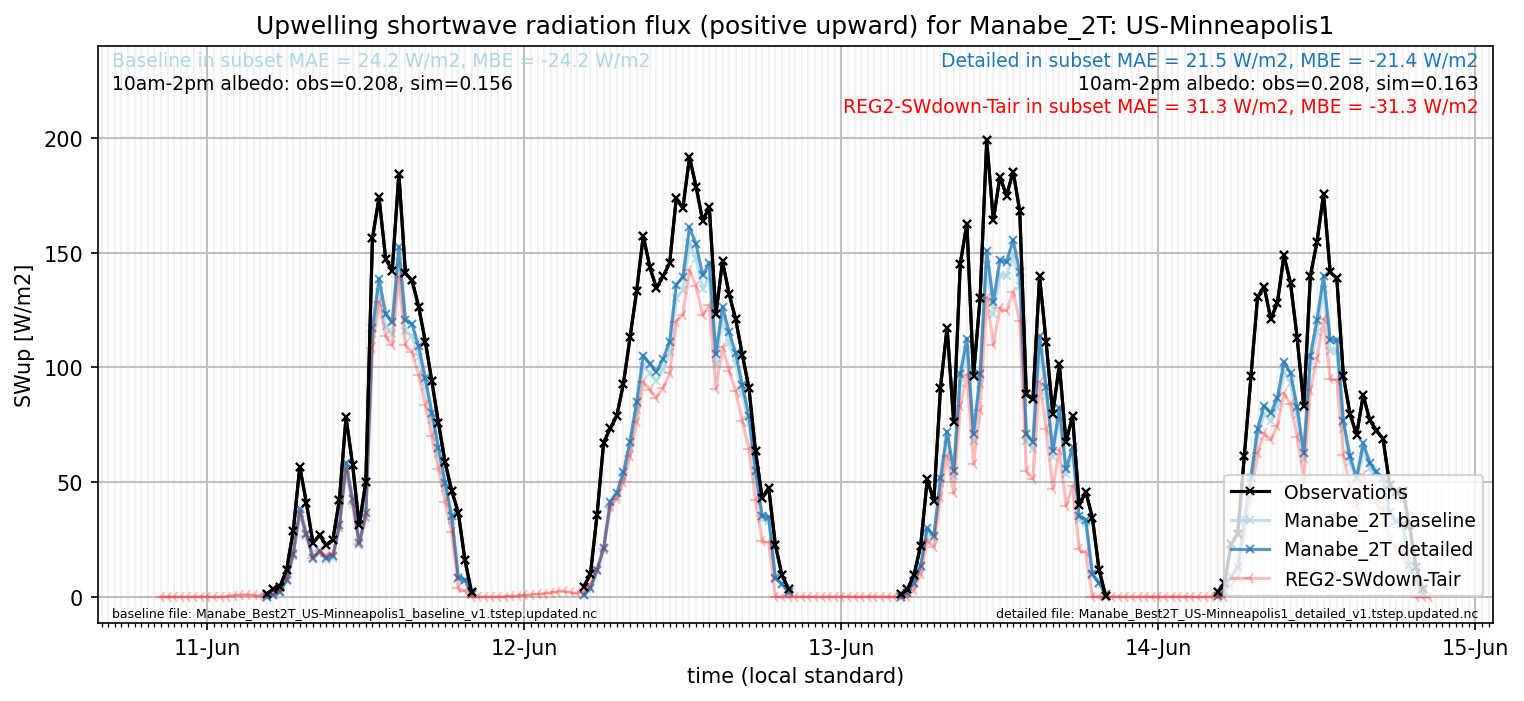 Upwelling shortwave radiation flux (positive upward) for Manabe_2T: US-Minneapolis1
Baseline in subset MAE = 24.2 W/m2, MBE = -24.2 W/m2
10am-2pm albedo: obs=0.208, sim=0.156
Detailed in subset MAE = 21.5 W/m2, MBE = -21.4 W/m2
10am-2pm albedo: obs=0.208, sim=0.163
REG2-SWdown-Tair in subset MAE = 31.3 W/m2, MBE = -31.3 W/m2
SWup [W/m2]
200
150
100
50
0
Observations
Manabe_2T baseline
Manabe_2T detailed
REG2-SWdown-Tair
baseline file: Manabe_Best2T_US-Minneapolis1_baseline_v1.tstep.updated.nc
detailed file: Manabe_Best2T_US-Minneapolis1_detailed_v1.tstep.updated.nc
11-Jun
12-Jun
13-Jun
14-Jun
15-Jun
time (local standard)